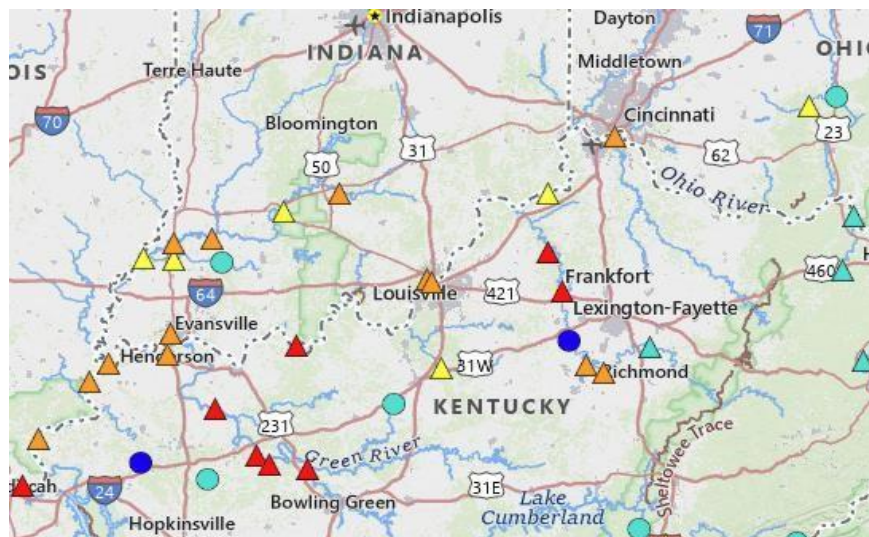 Indianapolis
Dayton
71
INDIANA
OHIO
OIS
Terre Haute
Middletown
70
Bloomington
Cincinnati
31
23
50
62
Ohio River
460
H
64
Louisville
421
Frankfort
Lexington-Fayette
Evansville
Henderson
31W
Richmond
KENTUCKY
231
Green River
Sheltowee Trace
ducah
24
Bowling Green
31E
Lake
Cumberland
Hopkinsville